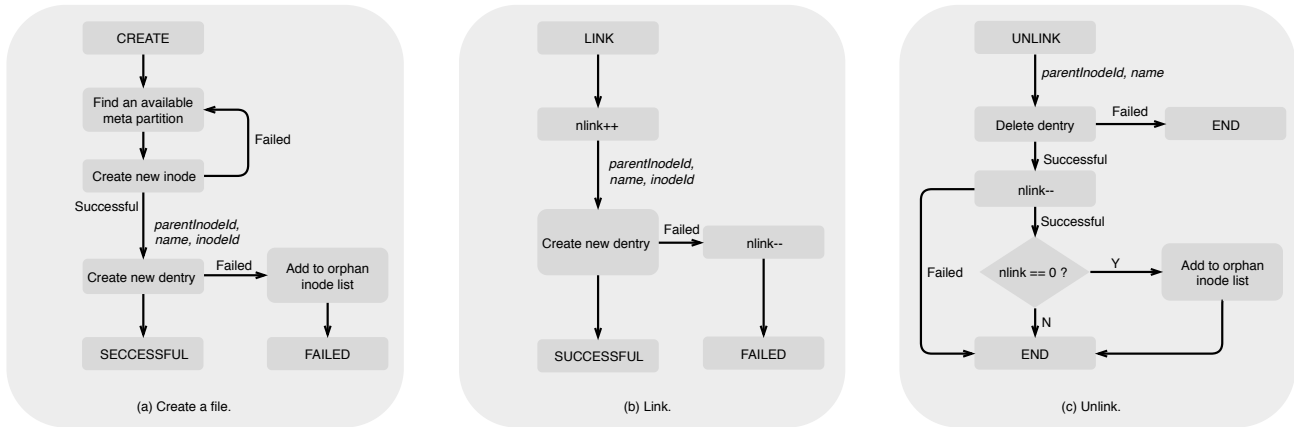 CREATE
Find an available
meta partition
Failed
Create new inode
Successful
parentInodeId,
name, inodeId
Create new dentry
Failed
Add to orphan
inode list
SECCESSFUL
FAILED
(a) Create a file.
LINK
nlink++
parentInodeId,
name, inodeId
Create new dentry
Failed
nlink--
SUCCESSFUL
FAILED
(b) Link.
UNLINK
parentInodeId, name
Delete dentry
Failed
END
Successful
nlink--
Successful
Failed
nlink == 0 ?
Y
Add to orphan
inode list
N
END
(c) Unlink.